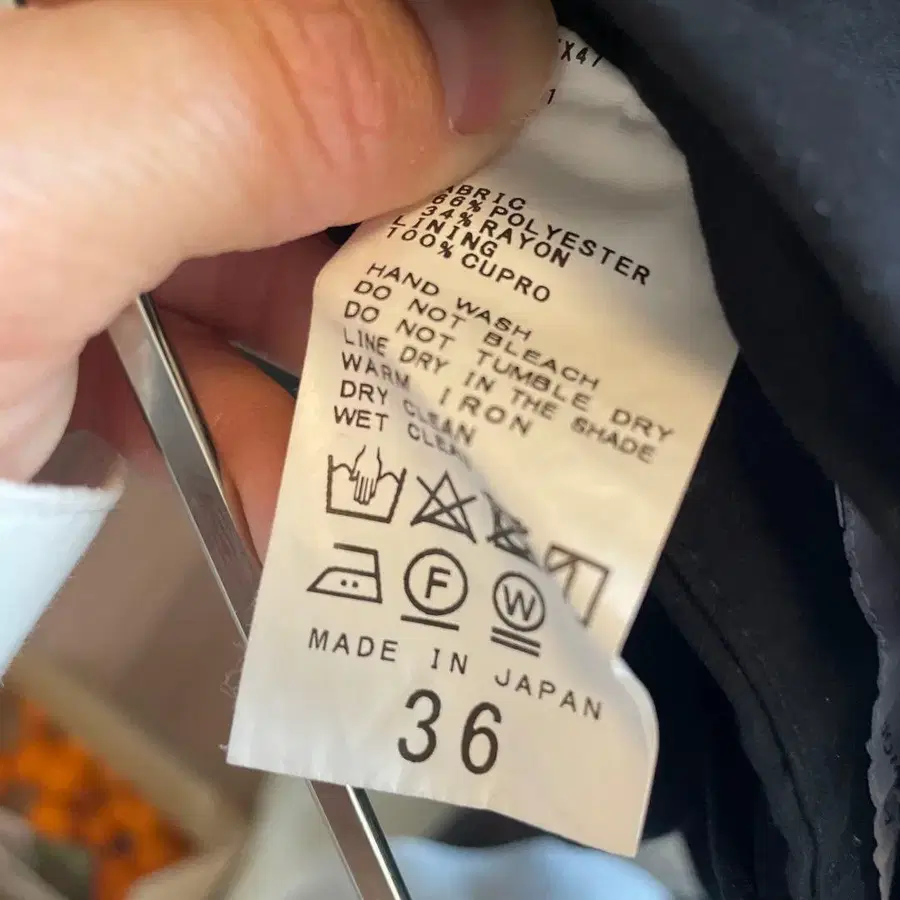 1
FABRIC
66% POLYESTER
34% RAYON
LINING
100% CUPRO
HAND WASH
DO NOT BLEACH
DO NOT TUMBLE DRY
LINE DRY IN THE SHADE
WARM IRON
DRY CLEAN
WET CLEAN
F
W
MADE IN JAPAN
36